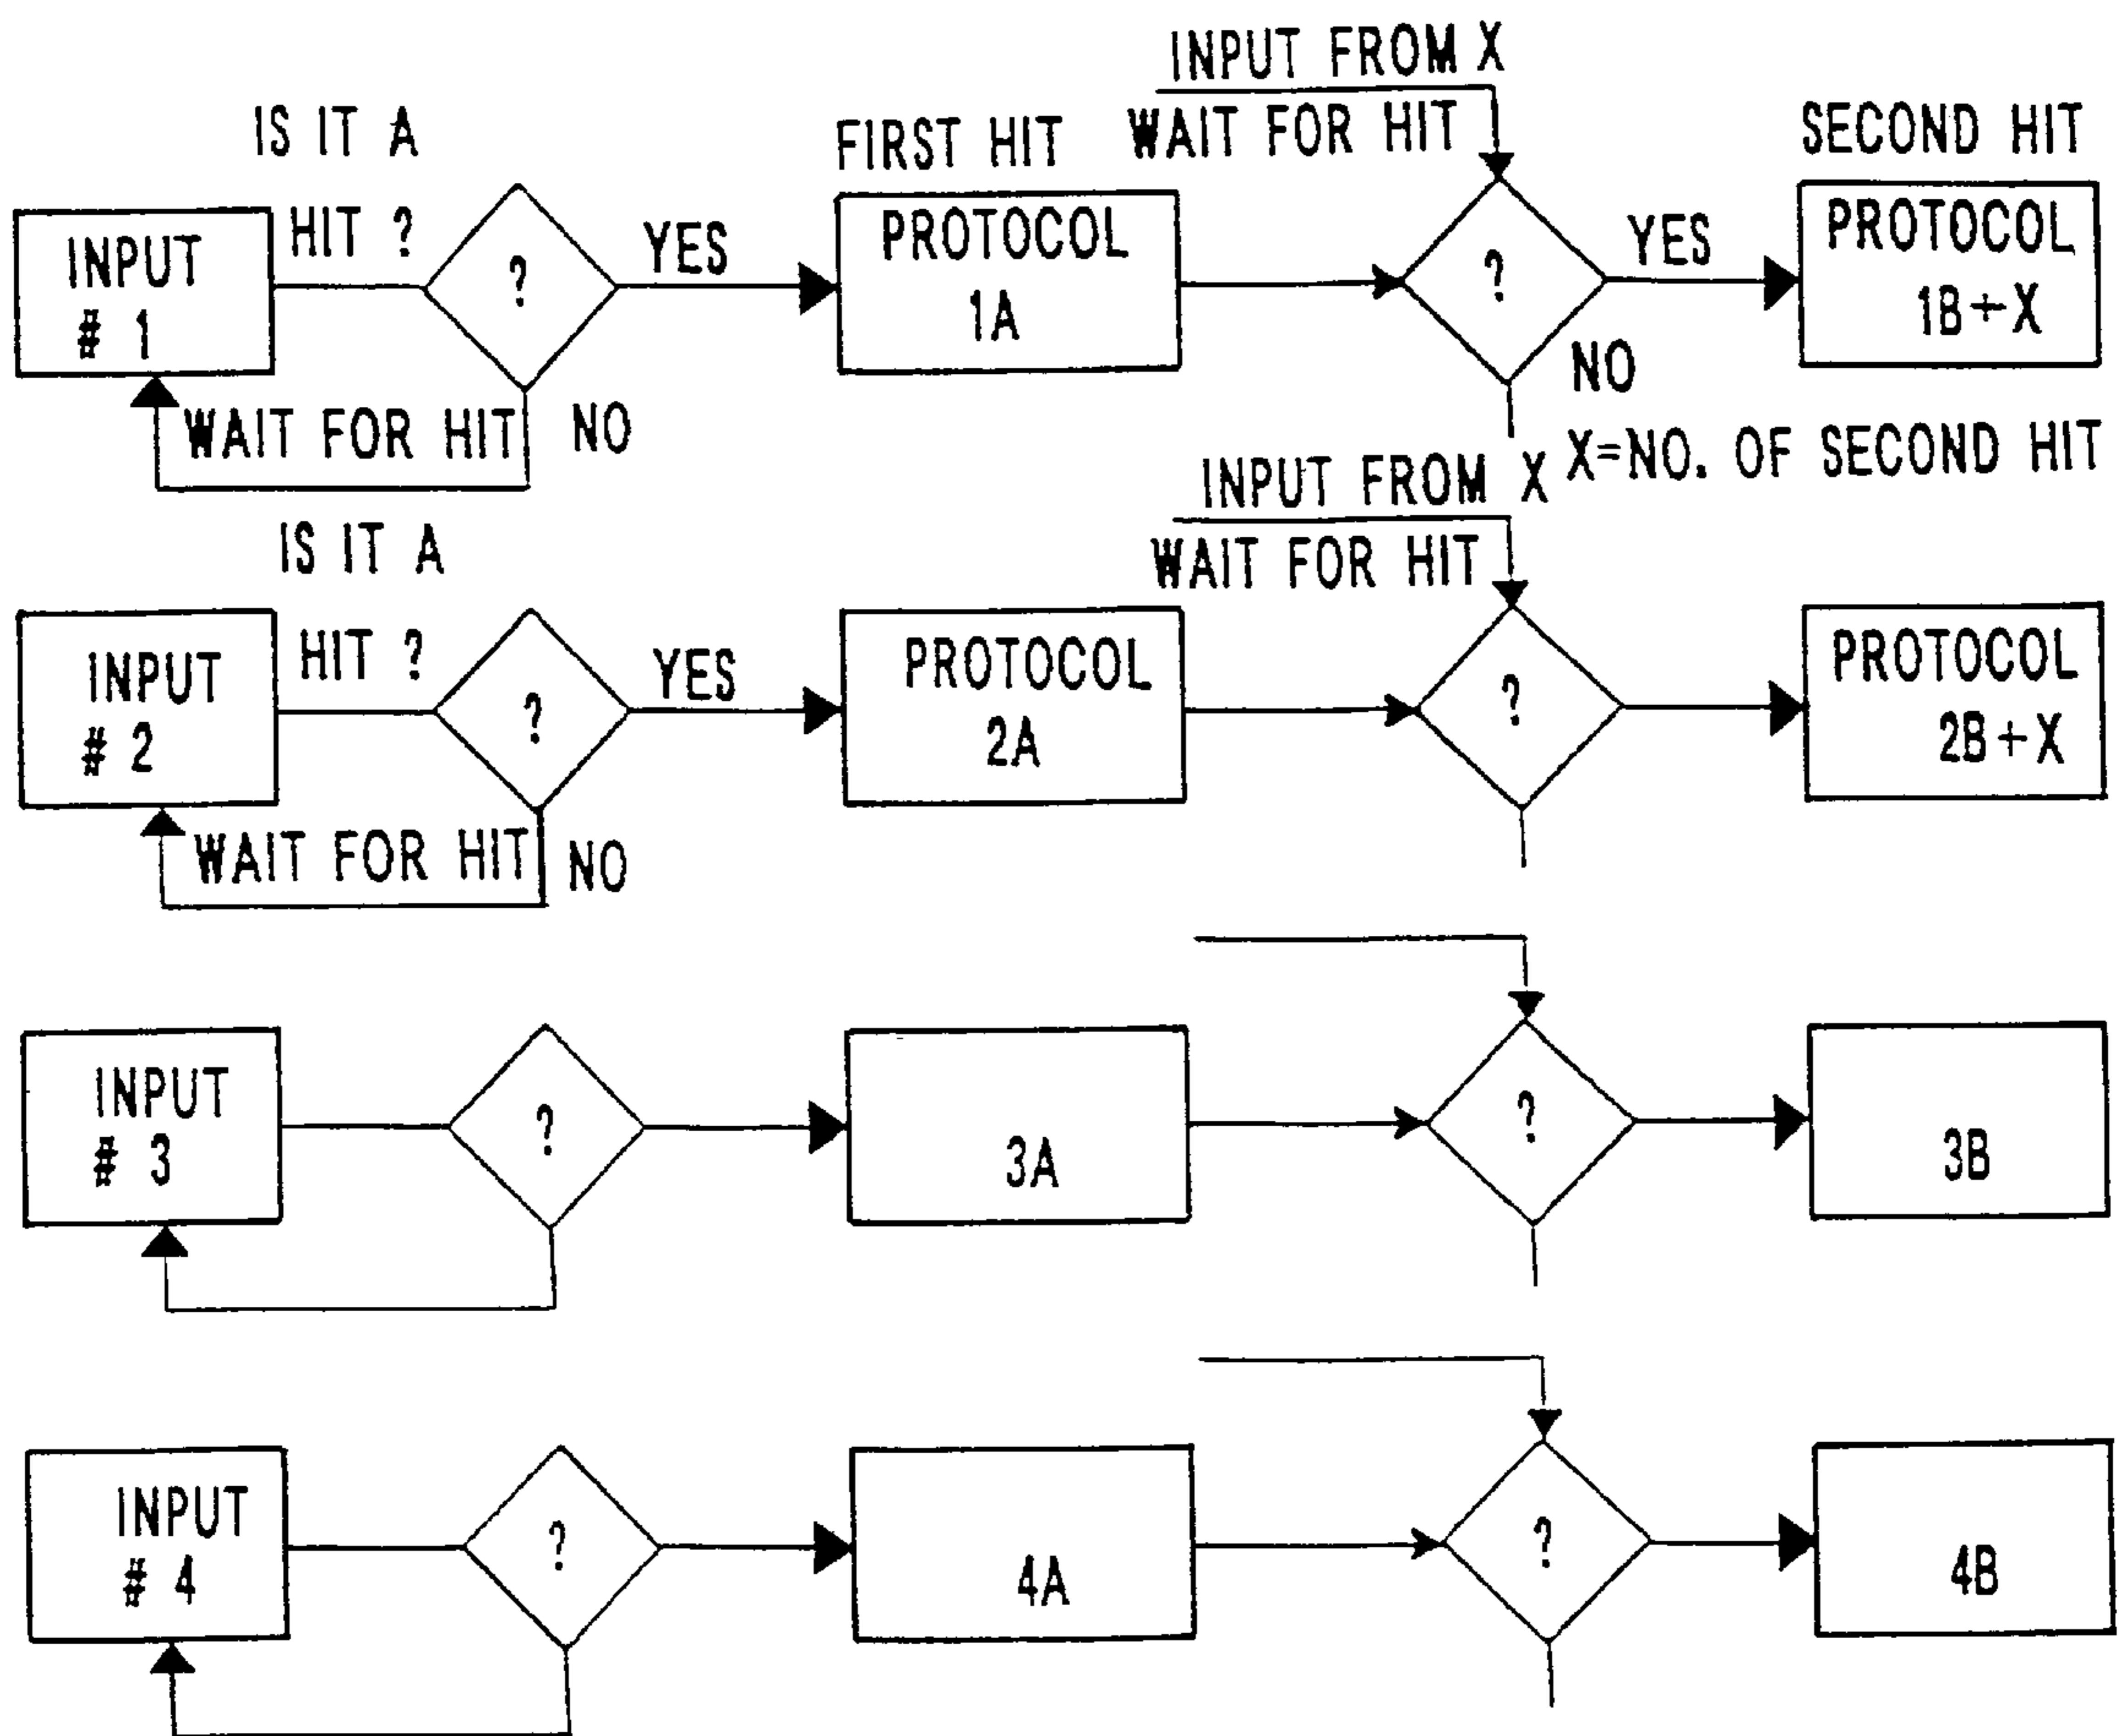 INPUT FROM X
IS IT A
FIRST HIT
WAIT FOR HIT
SECOND HIT
INPUT
# 1
HIT ?
?
YES
PROTOCOL
1A
?
YES
PROTOCOL
1B+X
WAIT FOR HIT
NO
NO
X=NO. OF SECOND HIT
INPUT FROM X
IS IT A
WAIT FOR HIT
INPUT
# 2
HIT ?
?
YES
PROTOCOL
2A
?
PROTOCOL
2B+X
WAIT FOR HIT
NO
INPUT
# 3
?
3A
?
3B
INPUT
# 4
?
4A
?
4B